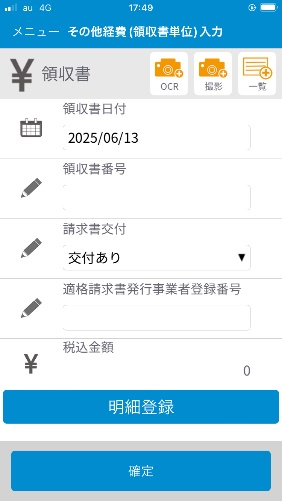 au 4G 17:49
メニュー その他経費(領収書単位)入力
¥ 領収書 OCR 撮影 一覧
領収書日付
2025/06/13
領収書番号
請求書交付
交付あり ▼
適格請求書発行事業者登録番号
税込金額
¥ 0
明細登録
確定